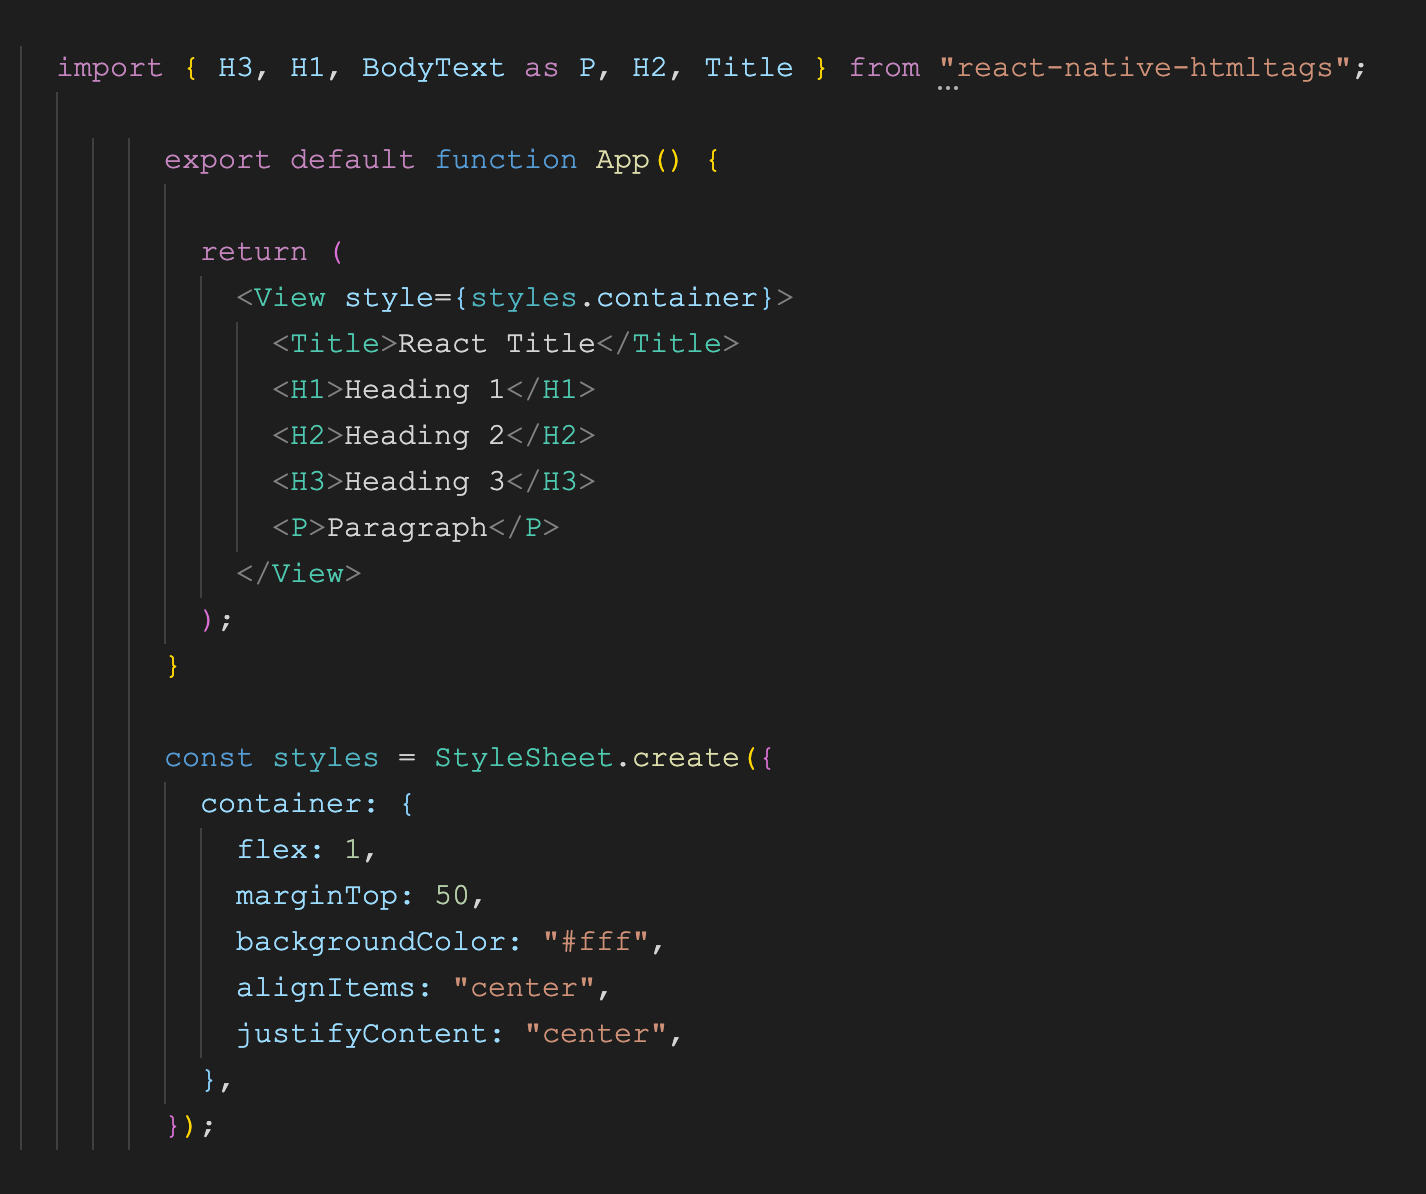 import { H3, H1, BodyText as P, H2, Title } from "react-native-htmltags";
export default function App() {
return (
<View style={styles.container}>
<Title>React Title</Title>
<H1>Heading 1</H1>
<H2>Heading 2</H2>
<H3>Heading 3</H3>
<P>Paragraph</P>
</View>
);
}
const styles = StyleSheet.create({
container: {
flex: 1,
marginTop: 50,
backgroundColor: "#fff",
alignItems: "center",
justifyContent: "center",
},
});